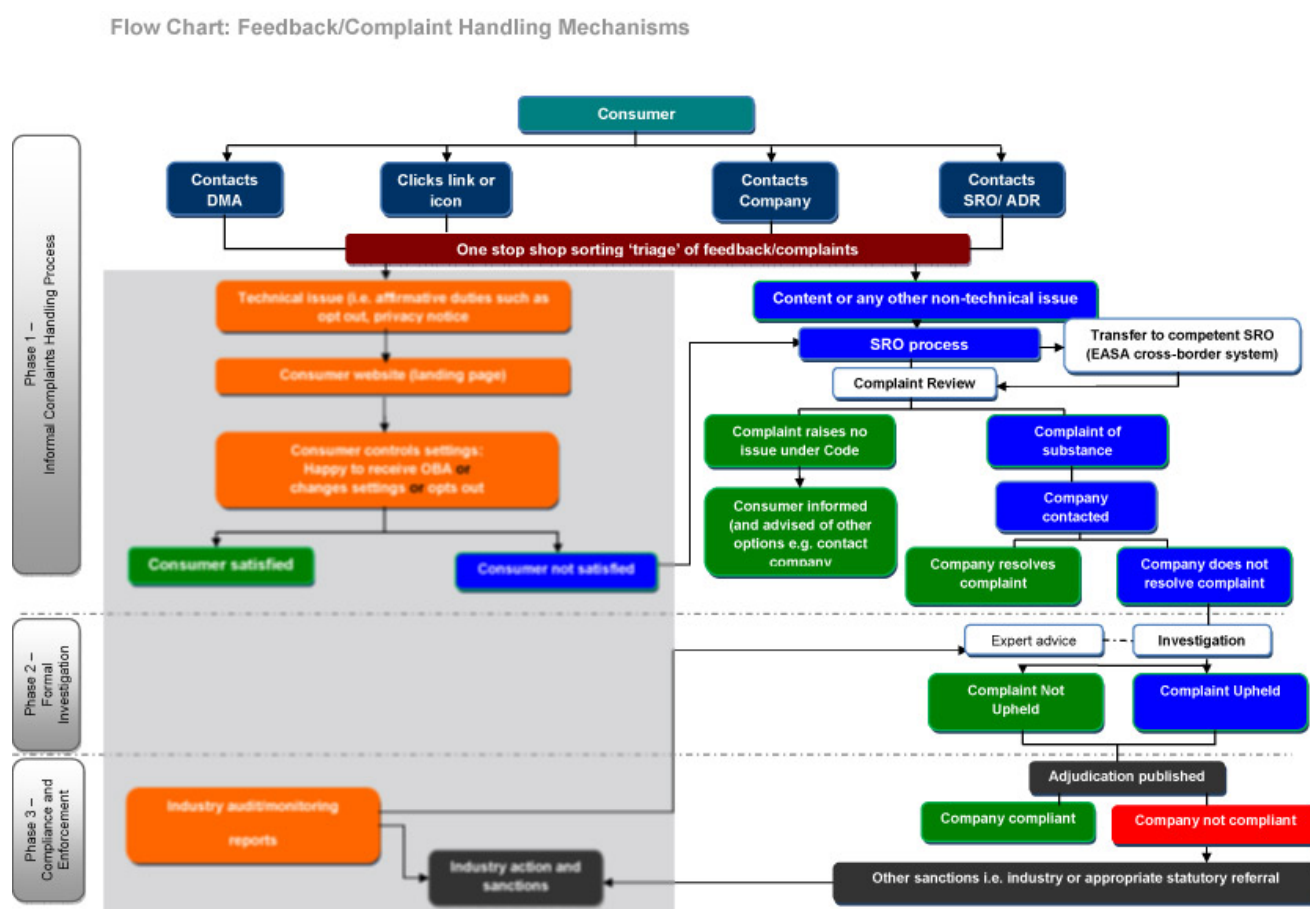 Flow Chart: Feedback/Complaint Handling Mechanisms
Consumer
Contacts
DMA
Clicks link or
icon
Contacts
Company
Contacts
SRO/ ADR
One stop shop sorting ‘triage’ of feedback/complaints
Phase 1 –
Informal Complaints Handling Process
Technical issue (i.e. affirmative duties such as
opt out, privacy notice
Consumer website (landing page)
Consumer controls settings:
Happy to receive OBA or
changes settings or opts out
Consumer satisfied
Consumer not satisfied
Content or any other non-technical issue
SRO process
Transfer to competent SRO
(EASA cross-border system)
Complaint Review
Complaint raises no
issue under Code
Complaint of
substance
Consumer informed
(and advised of other
options e.g. contact
company
Company
contacted
Company resolves
complaint
Company does not
resolve complaint
Phase 2 –
Formal
Investigation
Expert advice
Investigation
Complaint Not
Upheld
Complaint Upheld
Phase 3 –
Compliance and
Enforcement
Adjudication published
Industry audit/monitoring
reports
Company compliant
Company not compliant
Industry action and
sanctions
Other sanctions i.e. industry or appropriate statutory referral